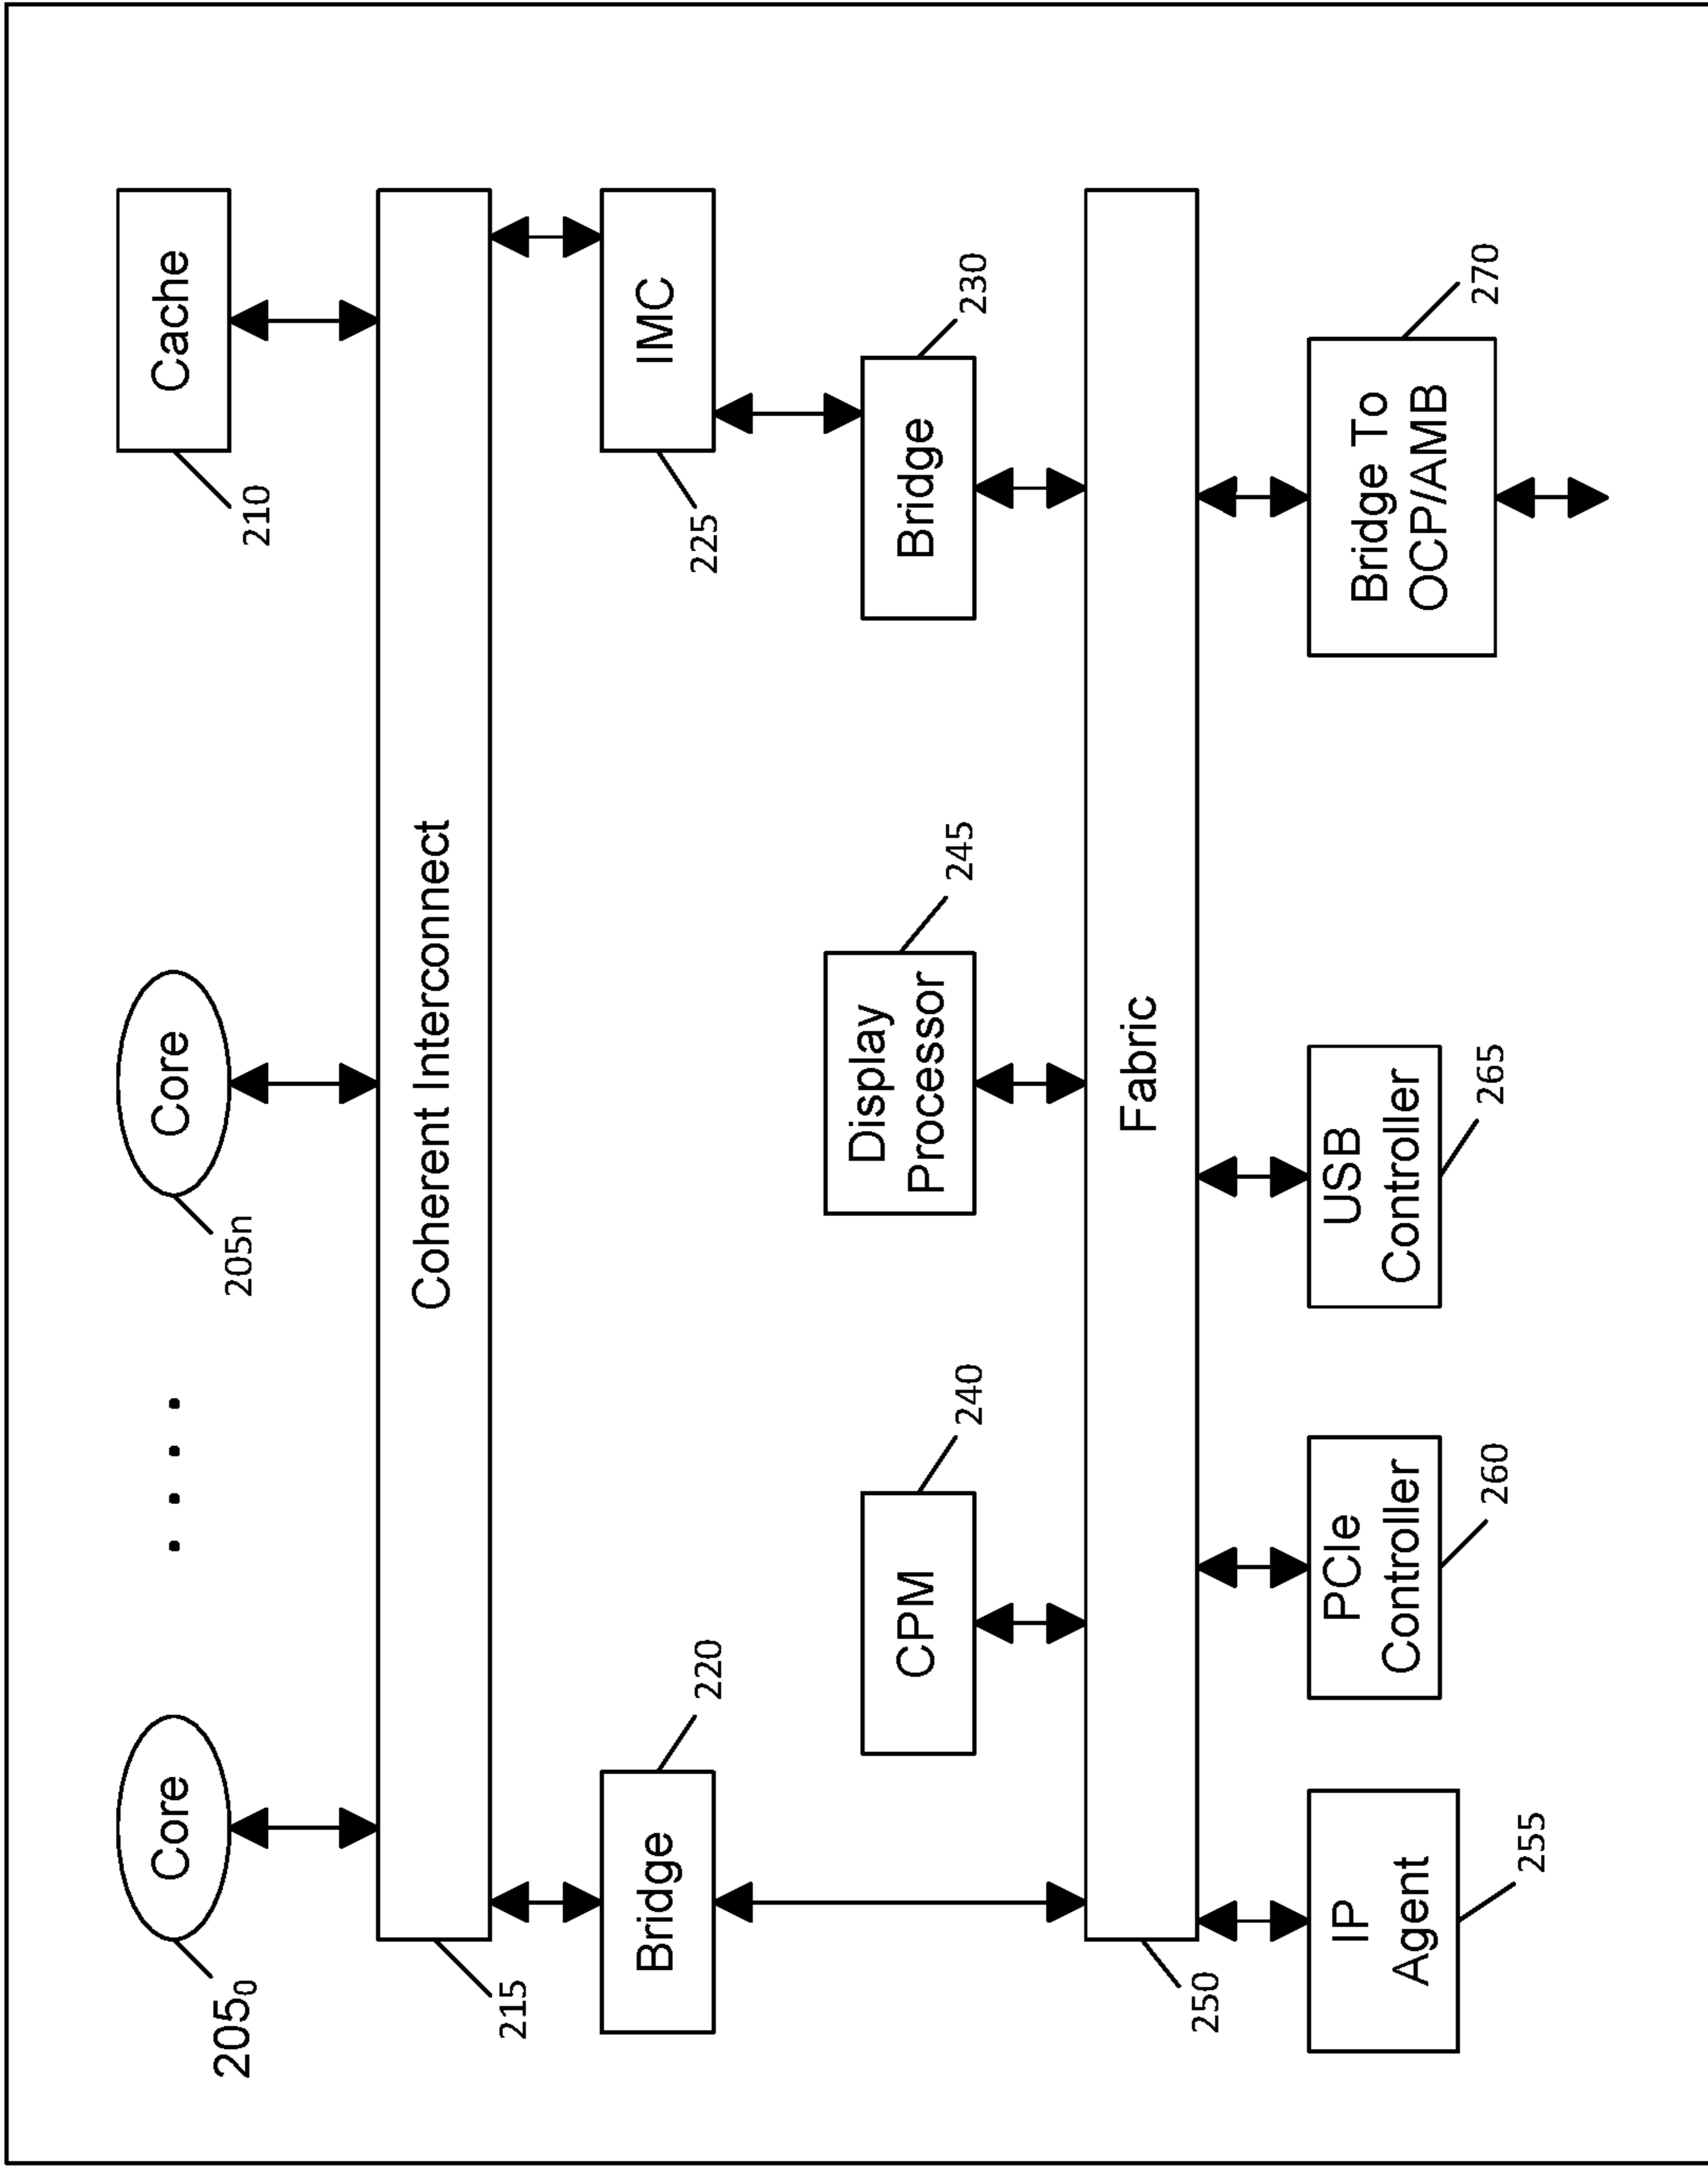 Core
Core
Cache
205₀
205n
210
Coherent Interconnect
215
Bridge
220
IMC
225
CPM
240
Display
Processor
245
Bridge
230
Fabric
250
IP
Agent
255
PCIe
Controller
260
USB
Controller
265
Bridge To
OCP/AMB
270